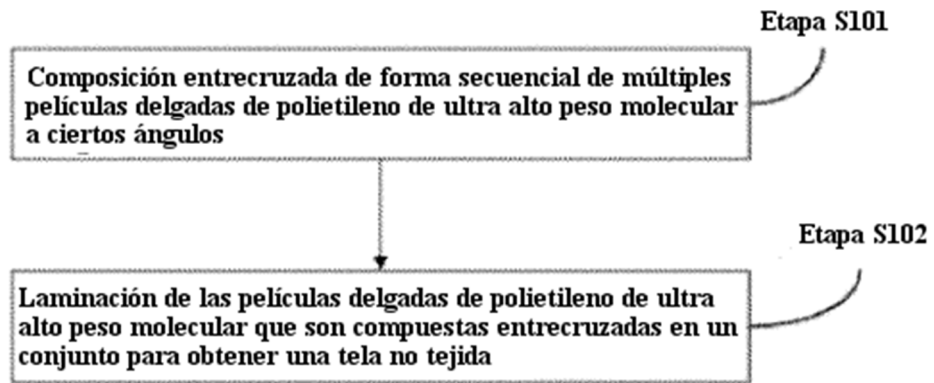 Etapa S101
Composición entrecruzada de forma secuencial de múltiples
películas delgadas de polietileno de ultra alto peso molecular
a ciertos ángulos
Etapa S102
Laminación de las películas delgadas de polietileno de ultra
alto peso molecular que son compuestas entrecruzadas en un
conjunto para obtener una tela no tejida